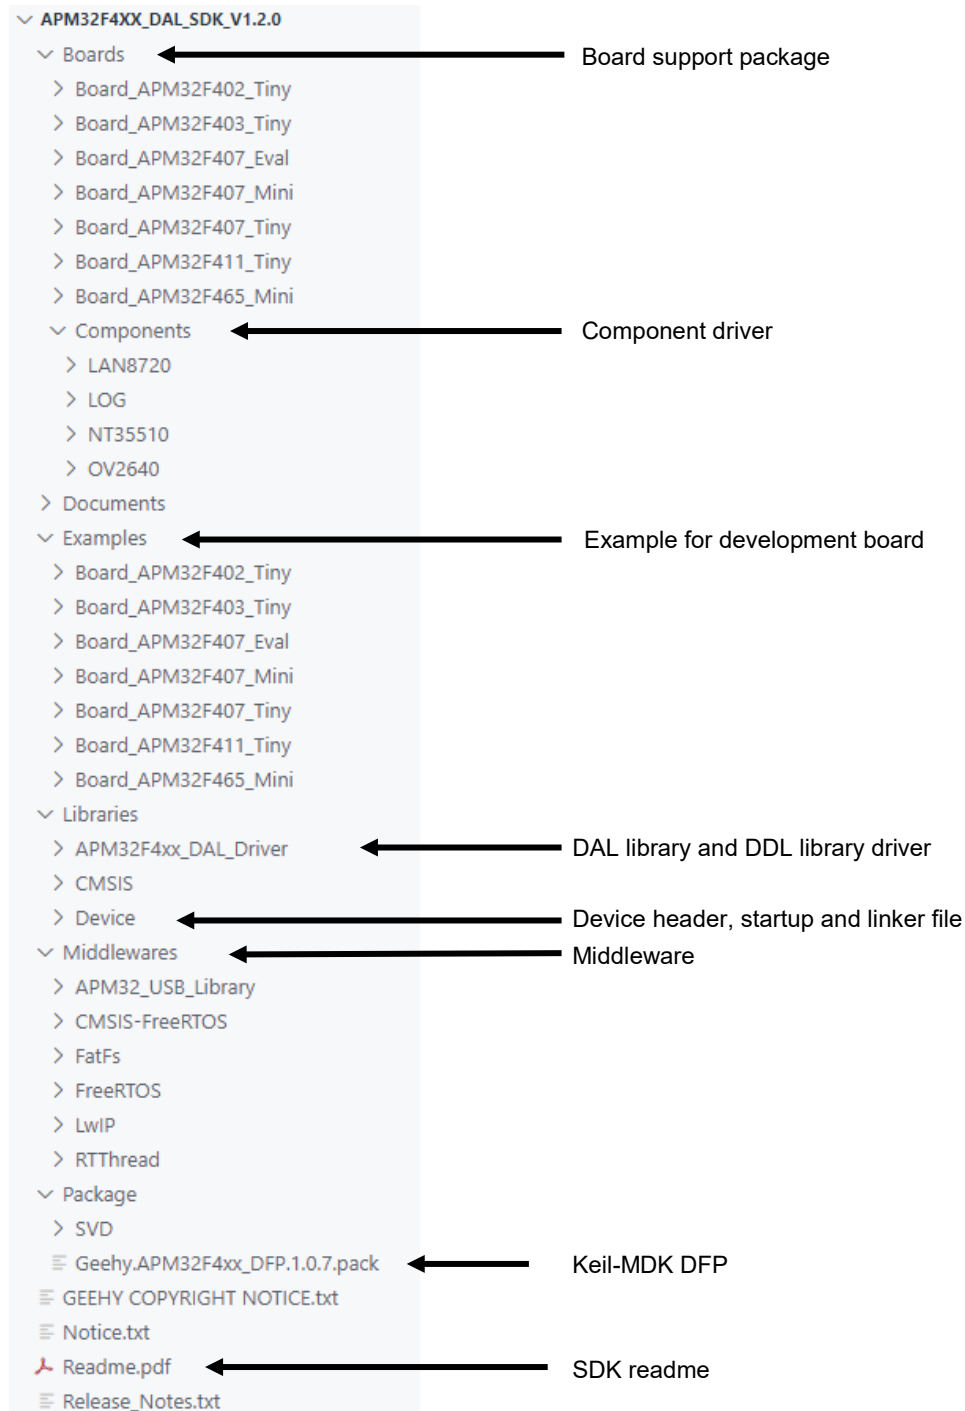 APM32F4XX_DAL_SDK_V1.2.0
Boards Board support package
Board_APM32F402_Tiny
Board_APM32F403_Tiny
Board_APM32F407_Eval
Board_APM32F407_Mini
Board_APM32F407_Tiny
Board_APM32F411_Tiny
Board_APM32F465_Mini
Components Component driver
LAN8720
LOG
NT35510
OV2640
Documents
Examples Example for development board
Board_APM32F402_Tiny
Board_APM32F403_Tiny
Board_APM32F407_Eval
Board_APM32F407_Mini
Board_APM32F407_Tiny
Board_APM32F411_Tiny
Board_APM32F465_Mini
Libraries
APM32F4xx_DAL_Driver DAL library and DDL library driver
CMSIS
Device Device header, startup and linker file
Middlewares Middleware
APM32_USB_Library
CMSIS-FreeRTOS
FatFs
FreeRTOS
LwIP
RTThread
Package
SVD
Geehy.APM32F4xx_DFP.1.0.7.pack Keil-MDK DFP
GEEHY COPYRIGHT NOTICE.txt
Notice.txt
Readme.pdf SDK readme
Release_Notes.txt